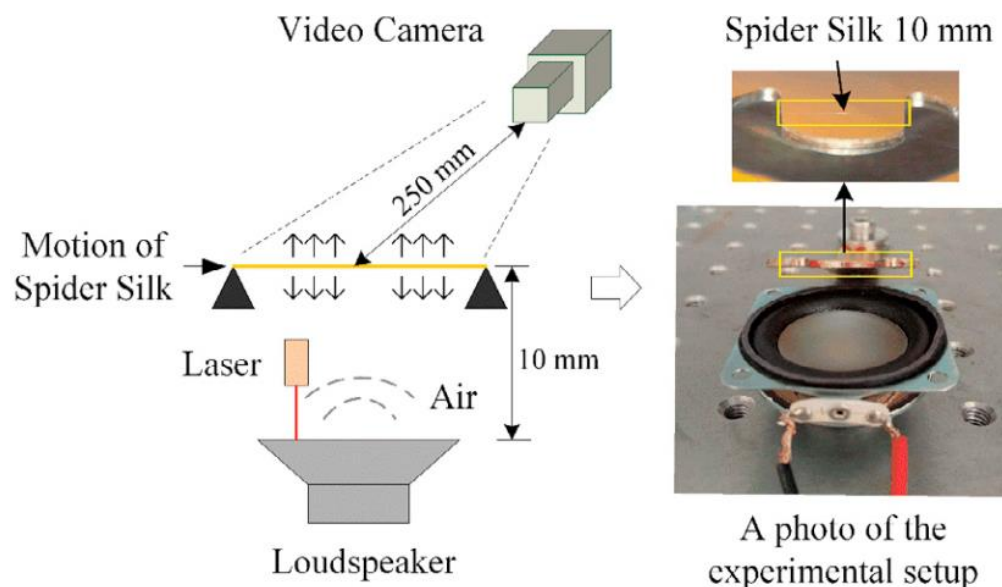 Video Camera
Spider Silk 10 mm
250 mm
Motion of
Spider Silk
10 mm
Laser
Air
Loudspeaker
A photo of the
experimental setup